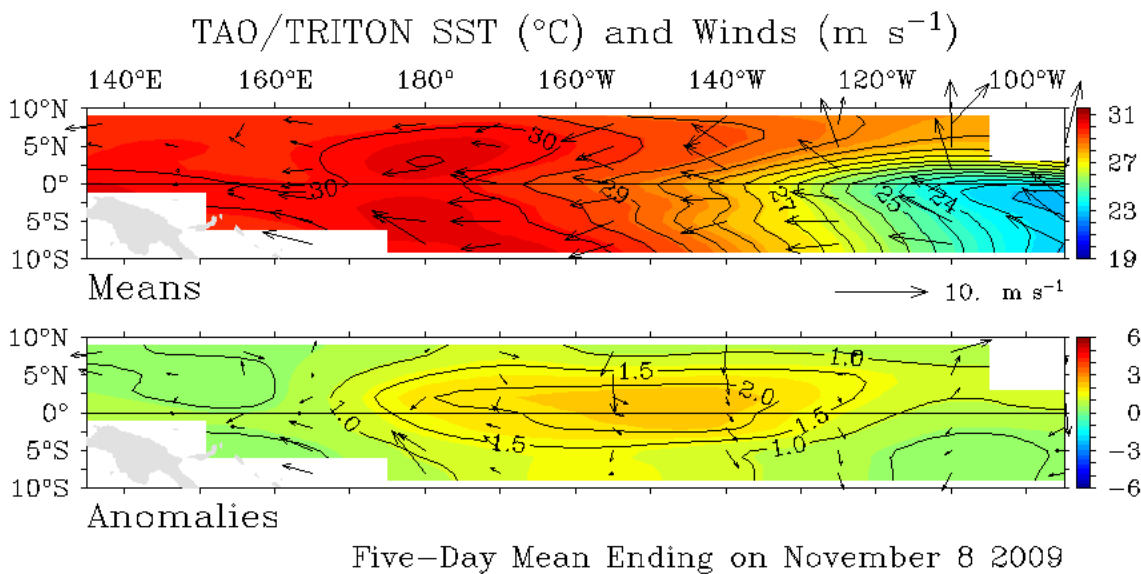 TAO/TRITON SST (°C) and Winds (m s⁻¹)
140°E 160°E 180° 160°W 140°W 120°W 100°W
10°N
5°N
0°
5°S
10°S
30
30
29
27
25
24
31
29
27
25
23
21
19
Means
10. m s⁻¹
10°N
5°N
0°
5°S
10°S
1.0
1.5
2.0
1.0
1.5
1.5
1.0
6
3
0
-3
-6
Anomalies
Five-Day Mean Ending on November 8 2009